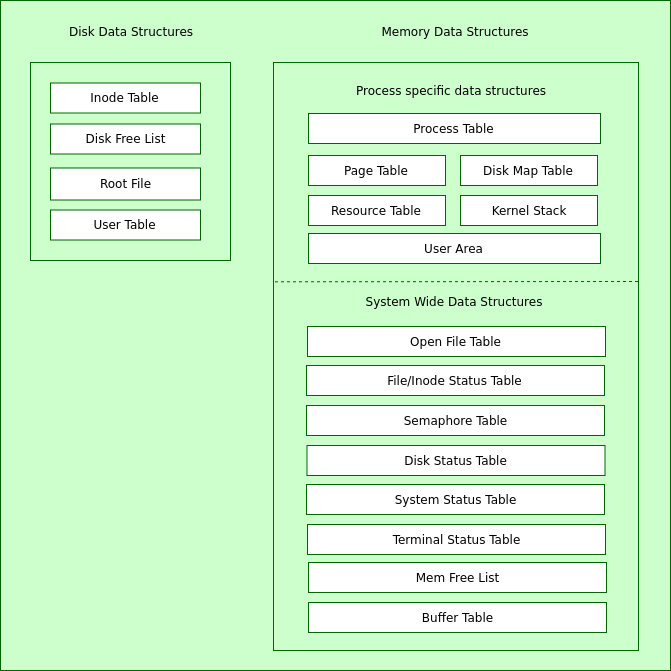 Disk Data Structures
Memory Data Structures
Inode Table
Disk Free List
Root File
User Table
Process specific data structures
Process Table
Page Table
Disk Map Table
Resource Table
Kernel Stack
User Area
System Wide Data Structures
Open File Table
File/Inode Status Table
Semaphore Table
Disk Status Table
System Status Table
Terminal Status Table
Mem Free List
Buffer Table